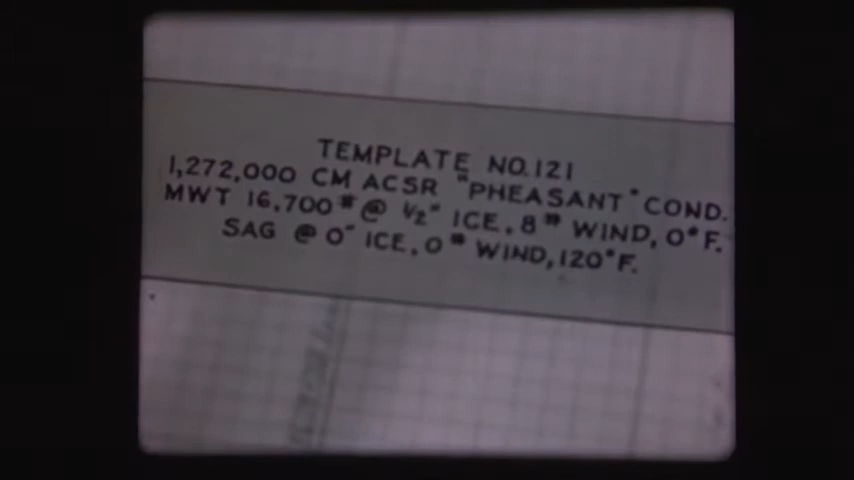 TEMPLATE NO.121
1,272,000 CM ACSR "PHEASANT" COND.
MWT 16,700# @ ½" ICE, 8# WIND, 0°F.
SAG @ 0" ICE, 0# WIND, 120°F.